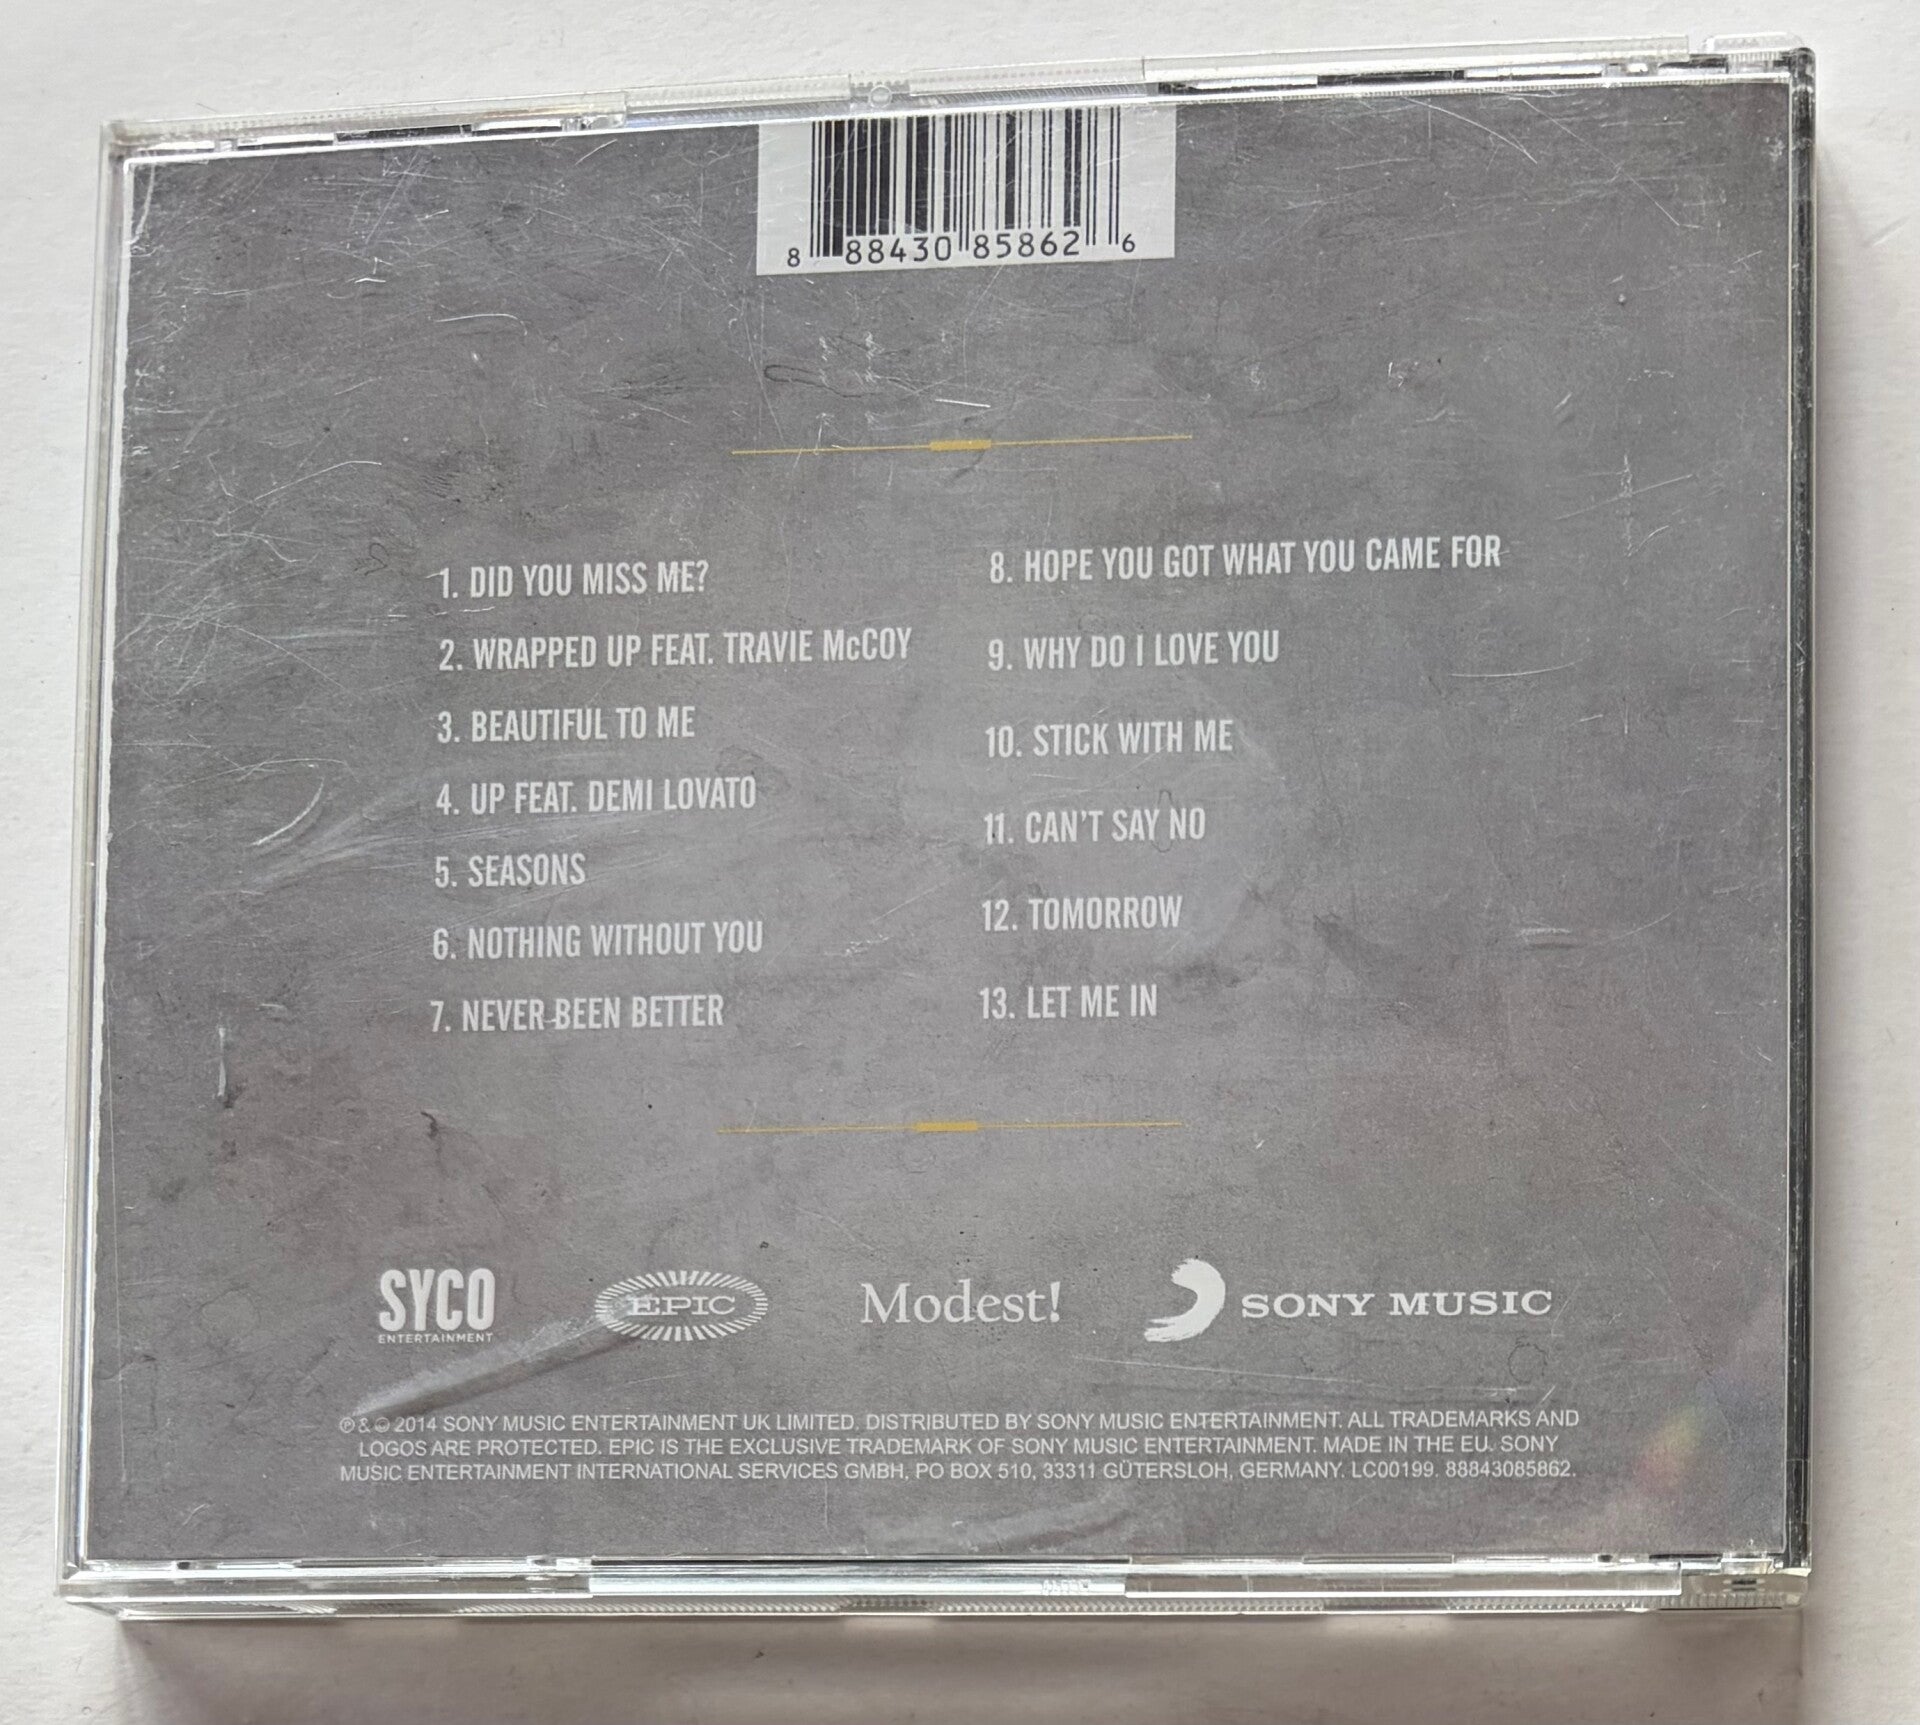 8 88430 85862 6
1. DID YOU MISS ME?
2. WRAPPED UP FEAT. TRAVIE McCOY
3. BEAUTIFUL TO ME
4. UP FEAT. DEMI LOVATO
5. SEASONS
6. NOTHING WITHOUT YOU
7. NEVER BEEN BETTER
8. HOPE YOU GOT WHAT YOU CAME FOR
9. WHY DO I LOVE YOU
10. STICK WITH ME
11. CAN'T SAY NO
12. TOMORROW
13. LET ME IN
SYCO
ENTERTAINMENT
EPIC
Modest!
SONY MUSIC
℗ & © 2014 SONY MUSIC ENTERTAINMENT UK LIMITED. DISTRIBUTED BY SONY MUSIC ENTERTAINMENT. ALL TRADEMARKS AND
LOGOS ARE PROTECTED. EPIC IS THE EXCLUSIVE TRADEMARK OF SONY MUSIC ENTERTAINMENT. MADE IN THE EU. SONY
MUSIC ENTERTAINMENT INTERNATIONAL SERVICES GMBH, PO BOX 510, 33311 GÜTERSLOH, GERMANY. LC00199. 88843085862.